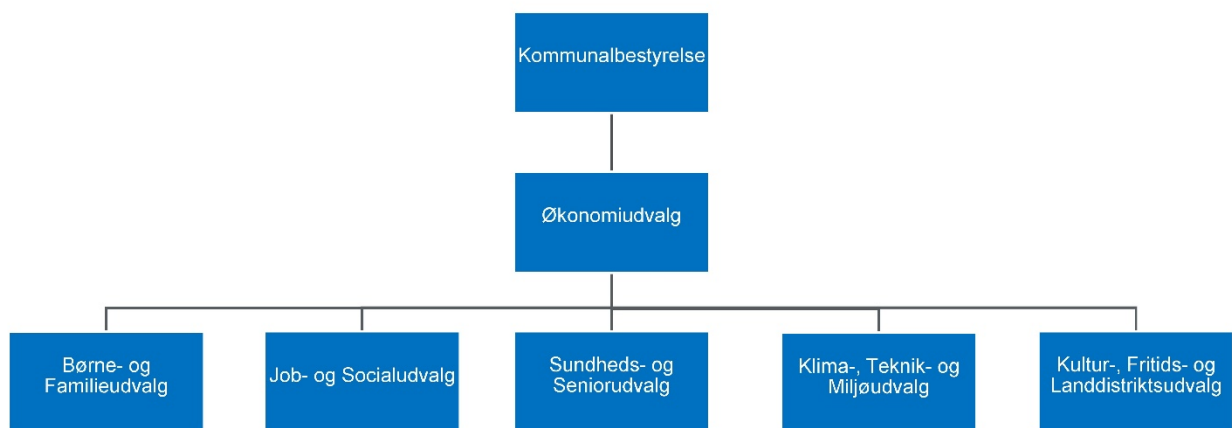 Kommunalbestyrelse
Økonomiudvalg
Børne- og
Familieudvalg
Job- og Socialudvalg
Sundheds- og
Seniorudvalg
Klima-, Teknik- og
Miljøudvalg
Kultur-, Fritids- og
Landdistriktsudvalg